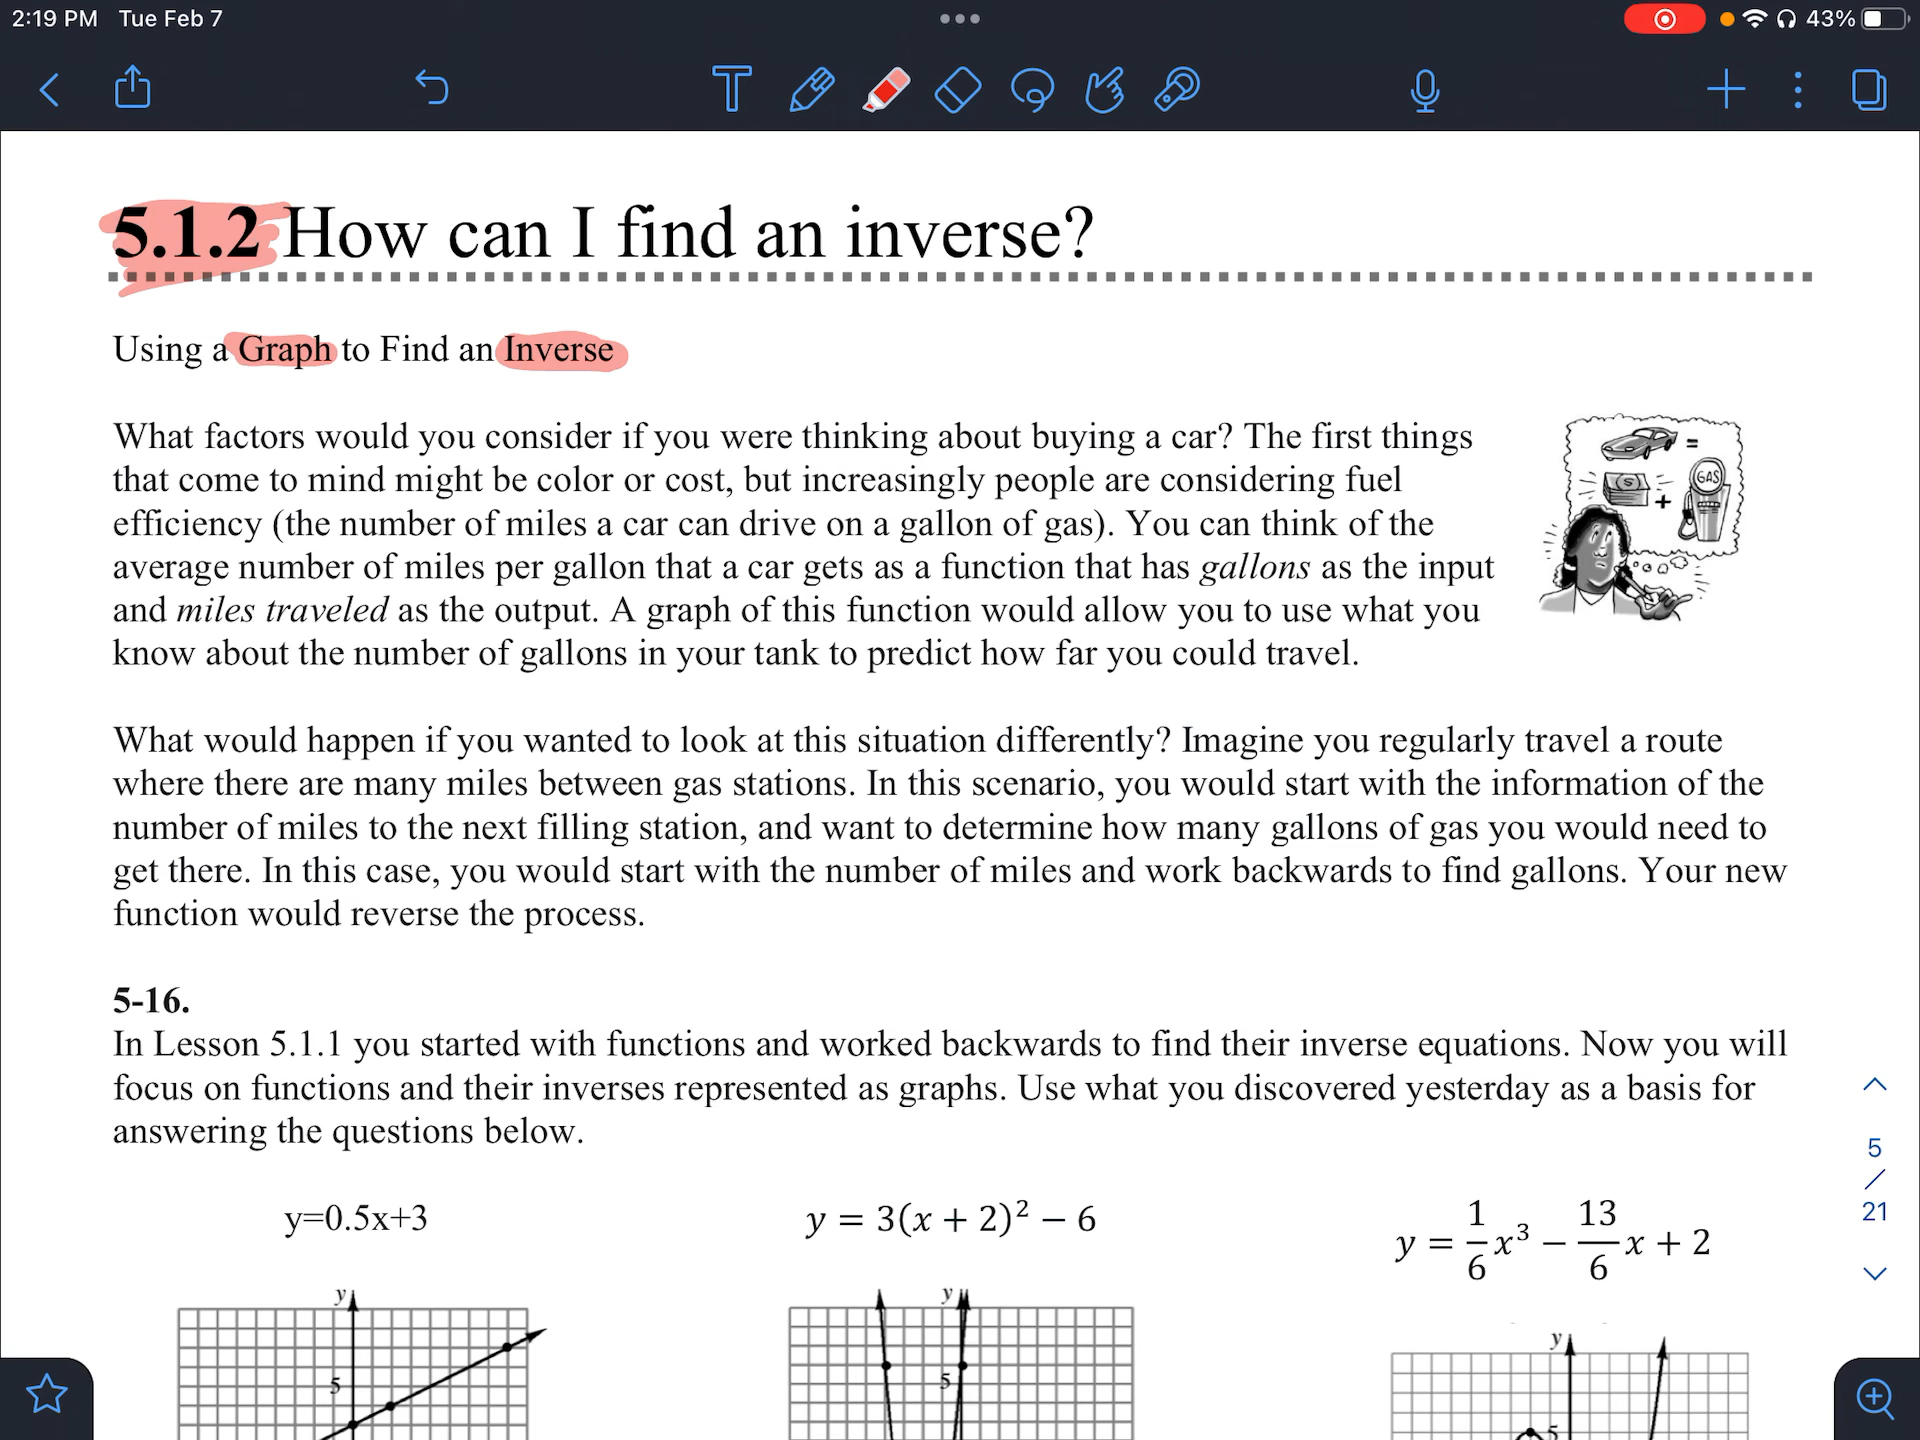 2:19 PM Tue Feb 7
43%
5.1.2 How can I find an inverse?
Using a Graph to Find an Inverse
What factors would you consider if you were thinking about buying a car? The first things
that come to mind might be color or cost, but increasingly people are considering fuel
efficiency (the number of miles a car can drive on a gallon of gas). You can think of the
average number of miles per gallon that a car gets as a function that has gallons as the input
and miles traveled as the output. A graph of this function would allow you to use what you
know about the number of gallons in your tank to predict how far you could travel.
=
$
+
GAS
What would happen if you wanted to look at this situation differently? Imagine you regularly travel a route
where there are many miles between gas stations. In this scenario, you would start with the information of the
number of miles to the next filling station, and want to determine how many gallons of gas you would need to
get there. In this case, you would start with the number of miles and work backwards to find gallons. Your new
function would reverse the process.
5-16.
In Lesson 5.1.1 you started with functions and worked backwards to find their inverse equations. Now you will
focus on functions and their inverses represented as graphs. Use what you discovered yesterday as a basis for
answering the questions below.
5
/
21
y=0.5x+3
y = 3(x + 2)² − 6
y = 1/6 x³ − 13/6 x + 2
y
5
y
5
y
5